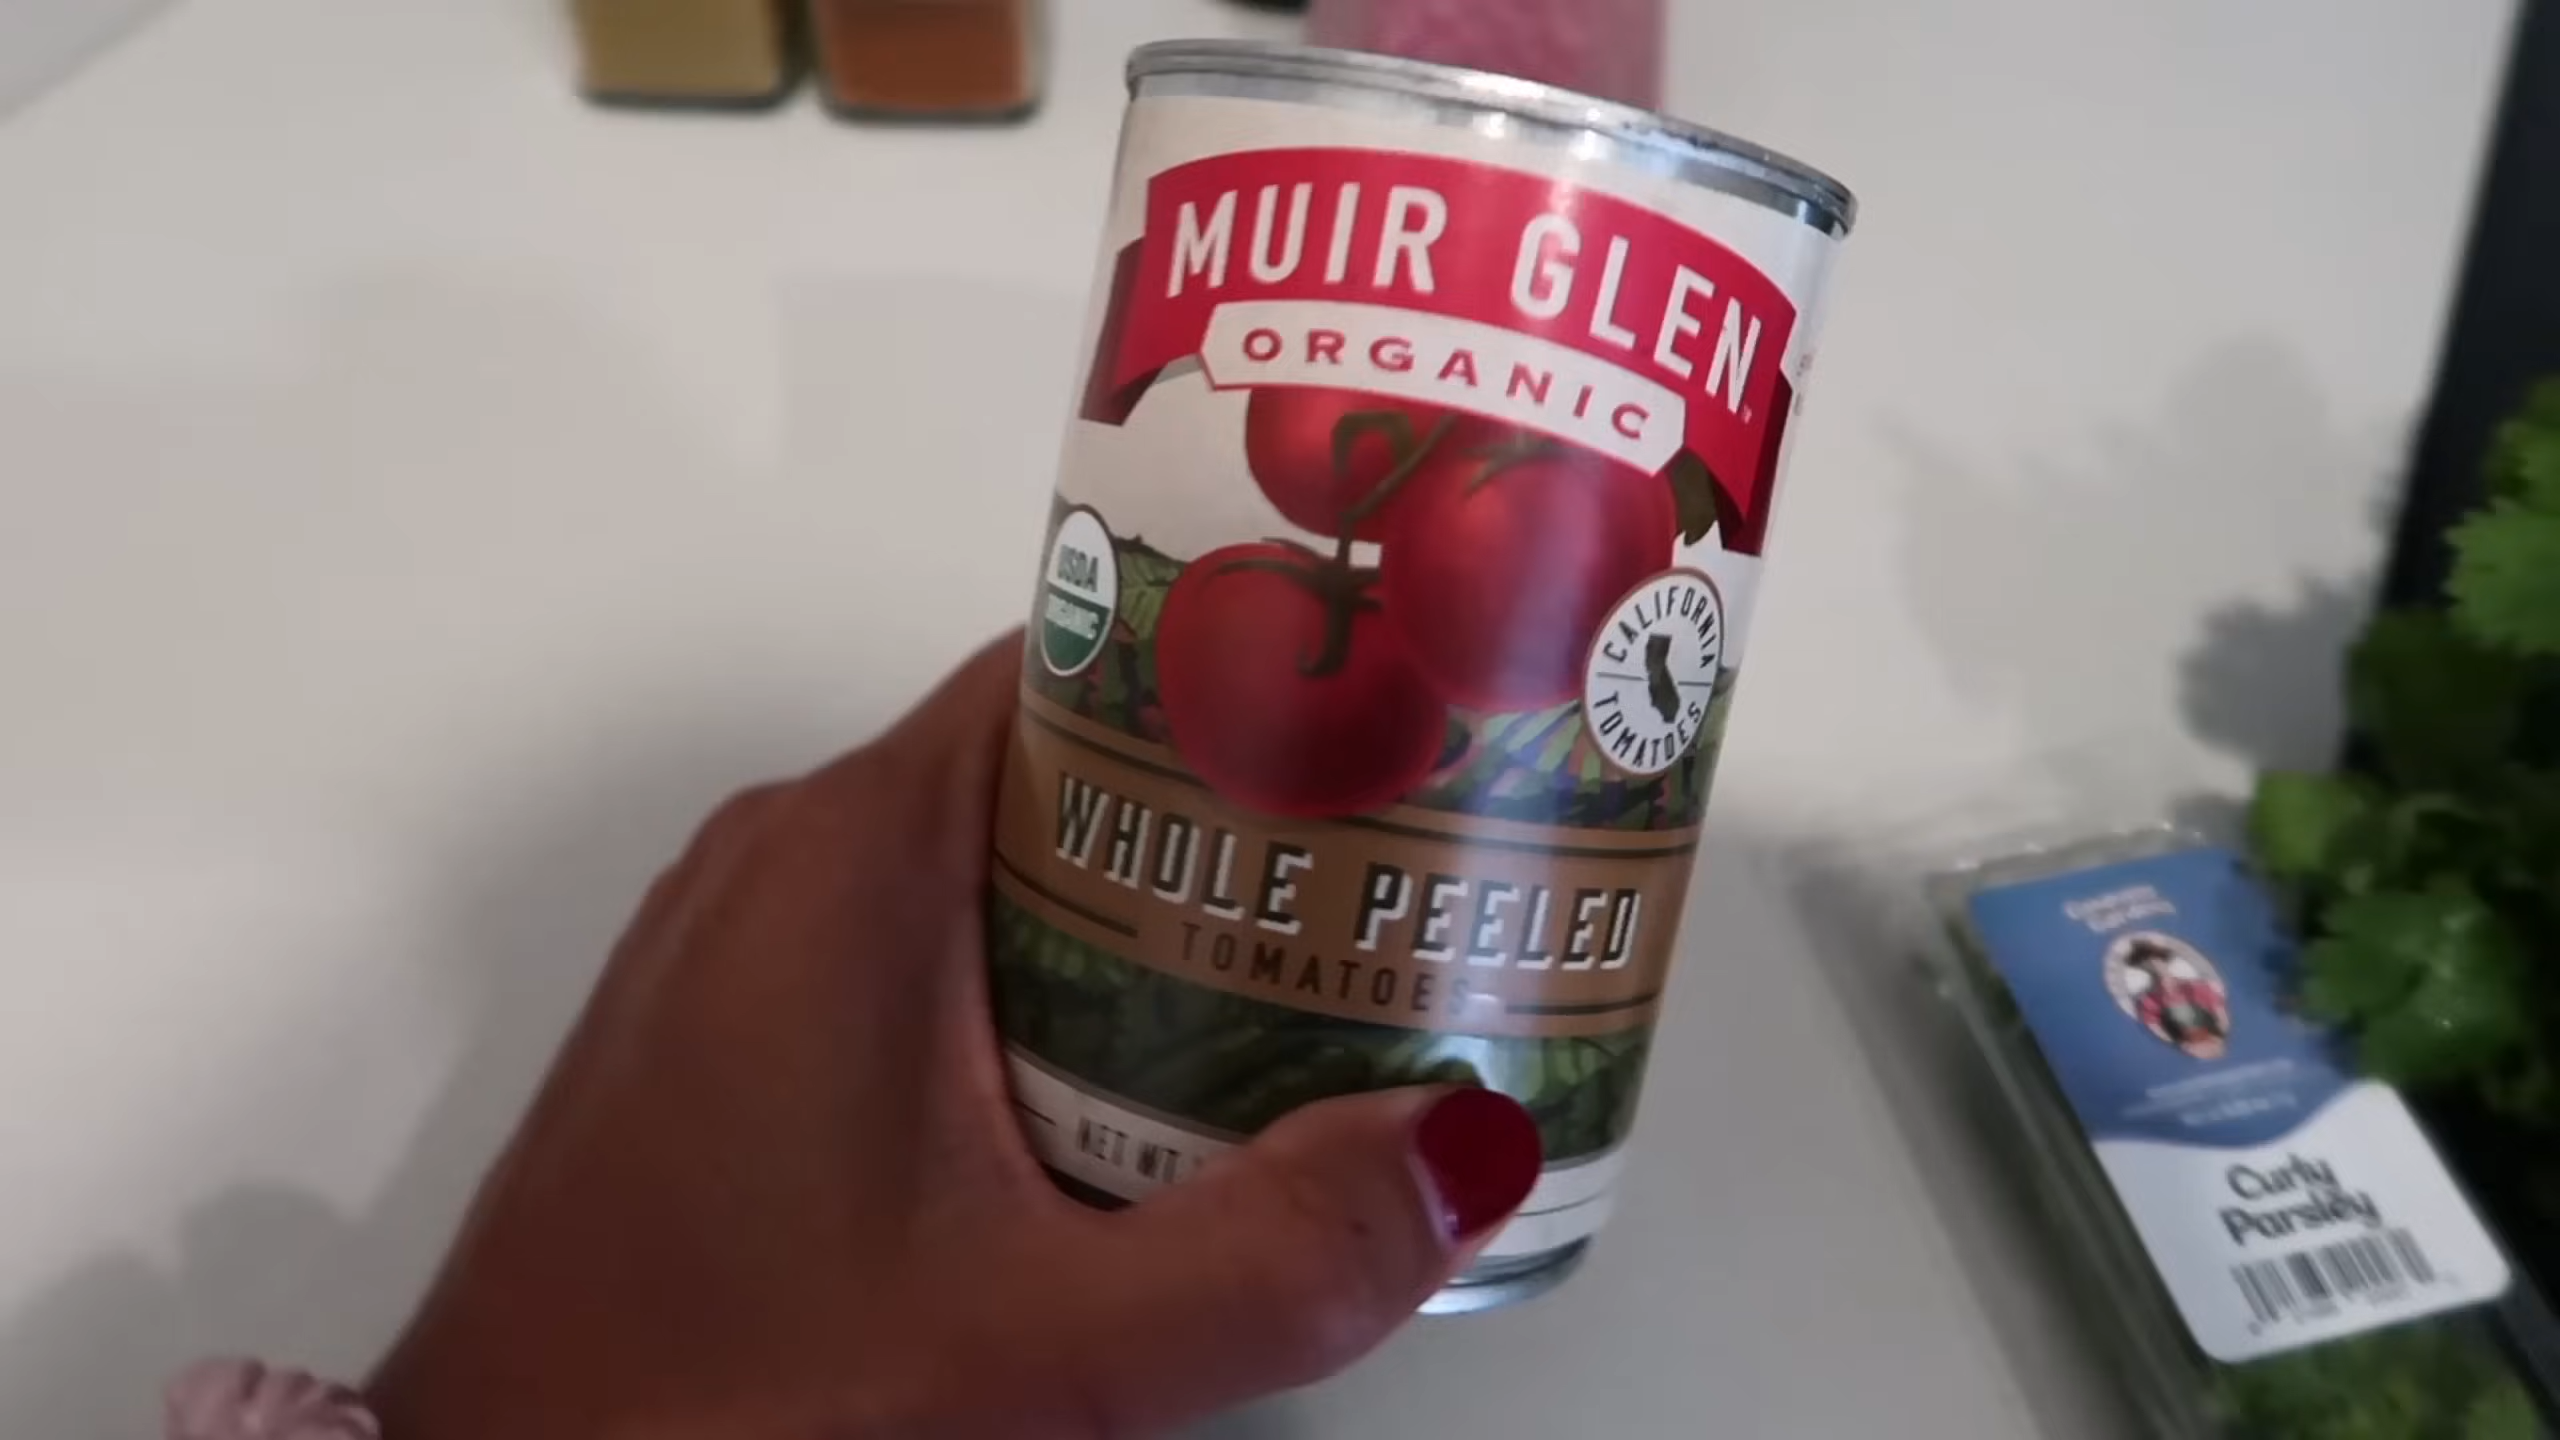 MUIR GLEN
ORGANIC
USDA
ORGANIC
CALIFORNIA
TOMATOES
WHOLE PEELED
TOMATOES
NET WT.
Curly
Parsley